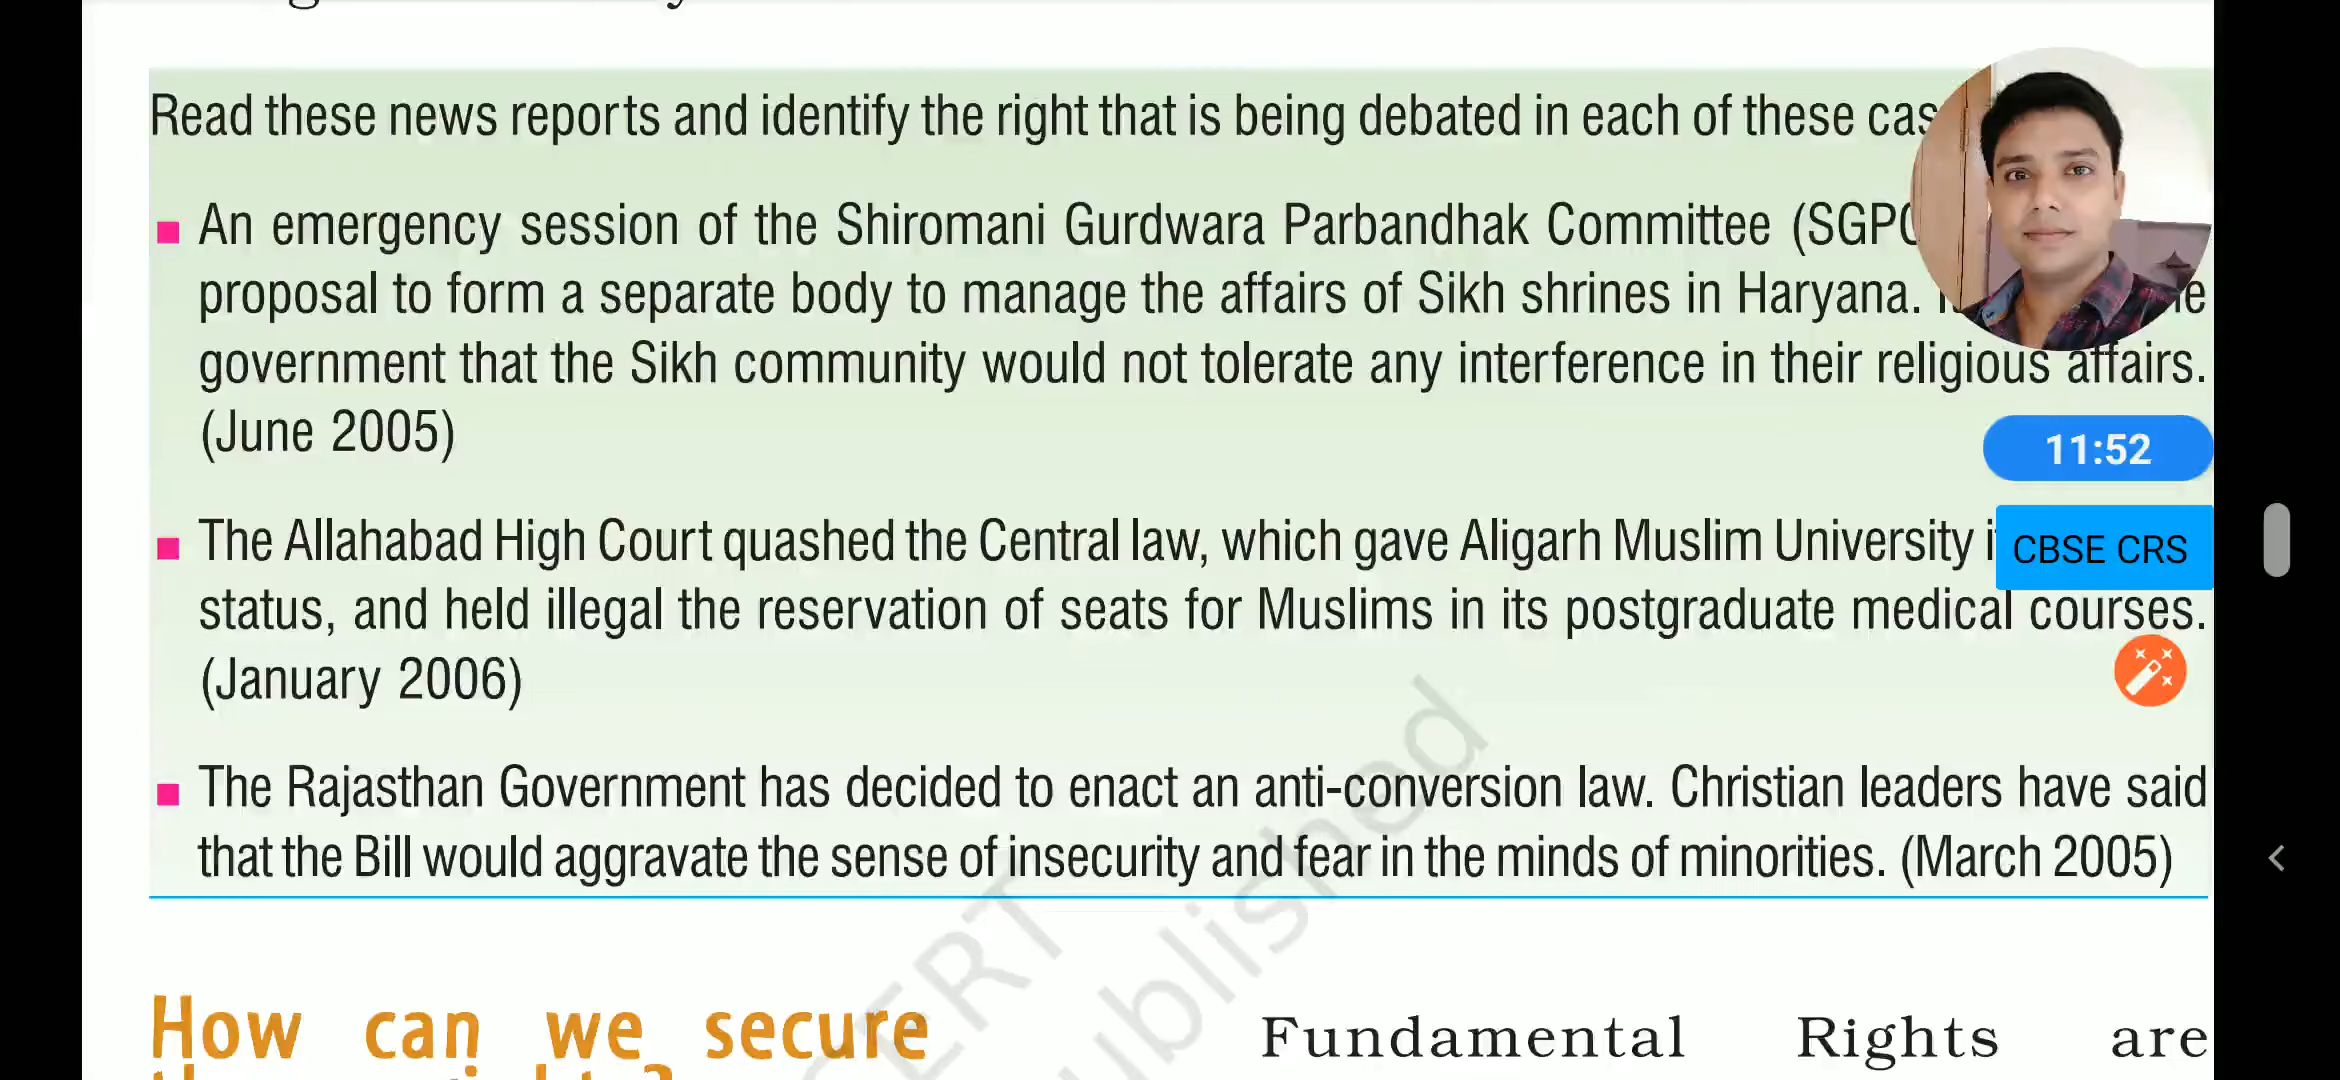 Read these news reports and identify the right that is being debated in each of these
An emergency session of the Shiromani Gurdwara Parbandhak Committee
proposal to form a separate body to manage the affairs of Sikh shrines in Haryana.
government that the Sikh community would not tolerate any interference in their religious affairs.
(June 2005)
11:52
The Allahabad High Court quashed the Central law, which gave Aligarh Muslim University
CBSE CRS
status, and held illegal the reservation of seats for Muslims in its postgraduate medical courses.
(January 2006)
The Rajasthan Government has decided to enact an anti-conversion law. Christian leaders have said
that the Bill would aggravate the sense of insecurity and fear in the minds of minorities. (March 2005)
How can we secure
Fundamental Rights are